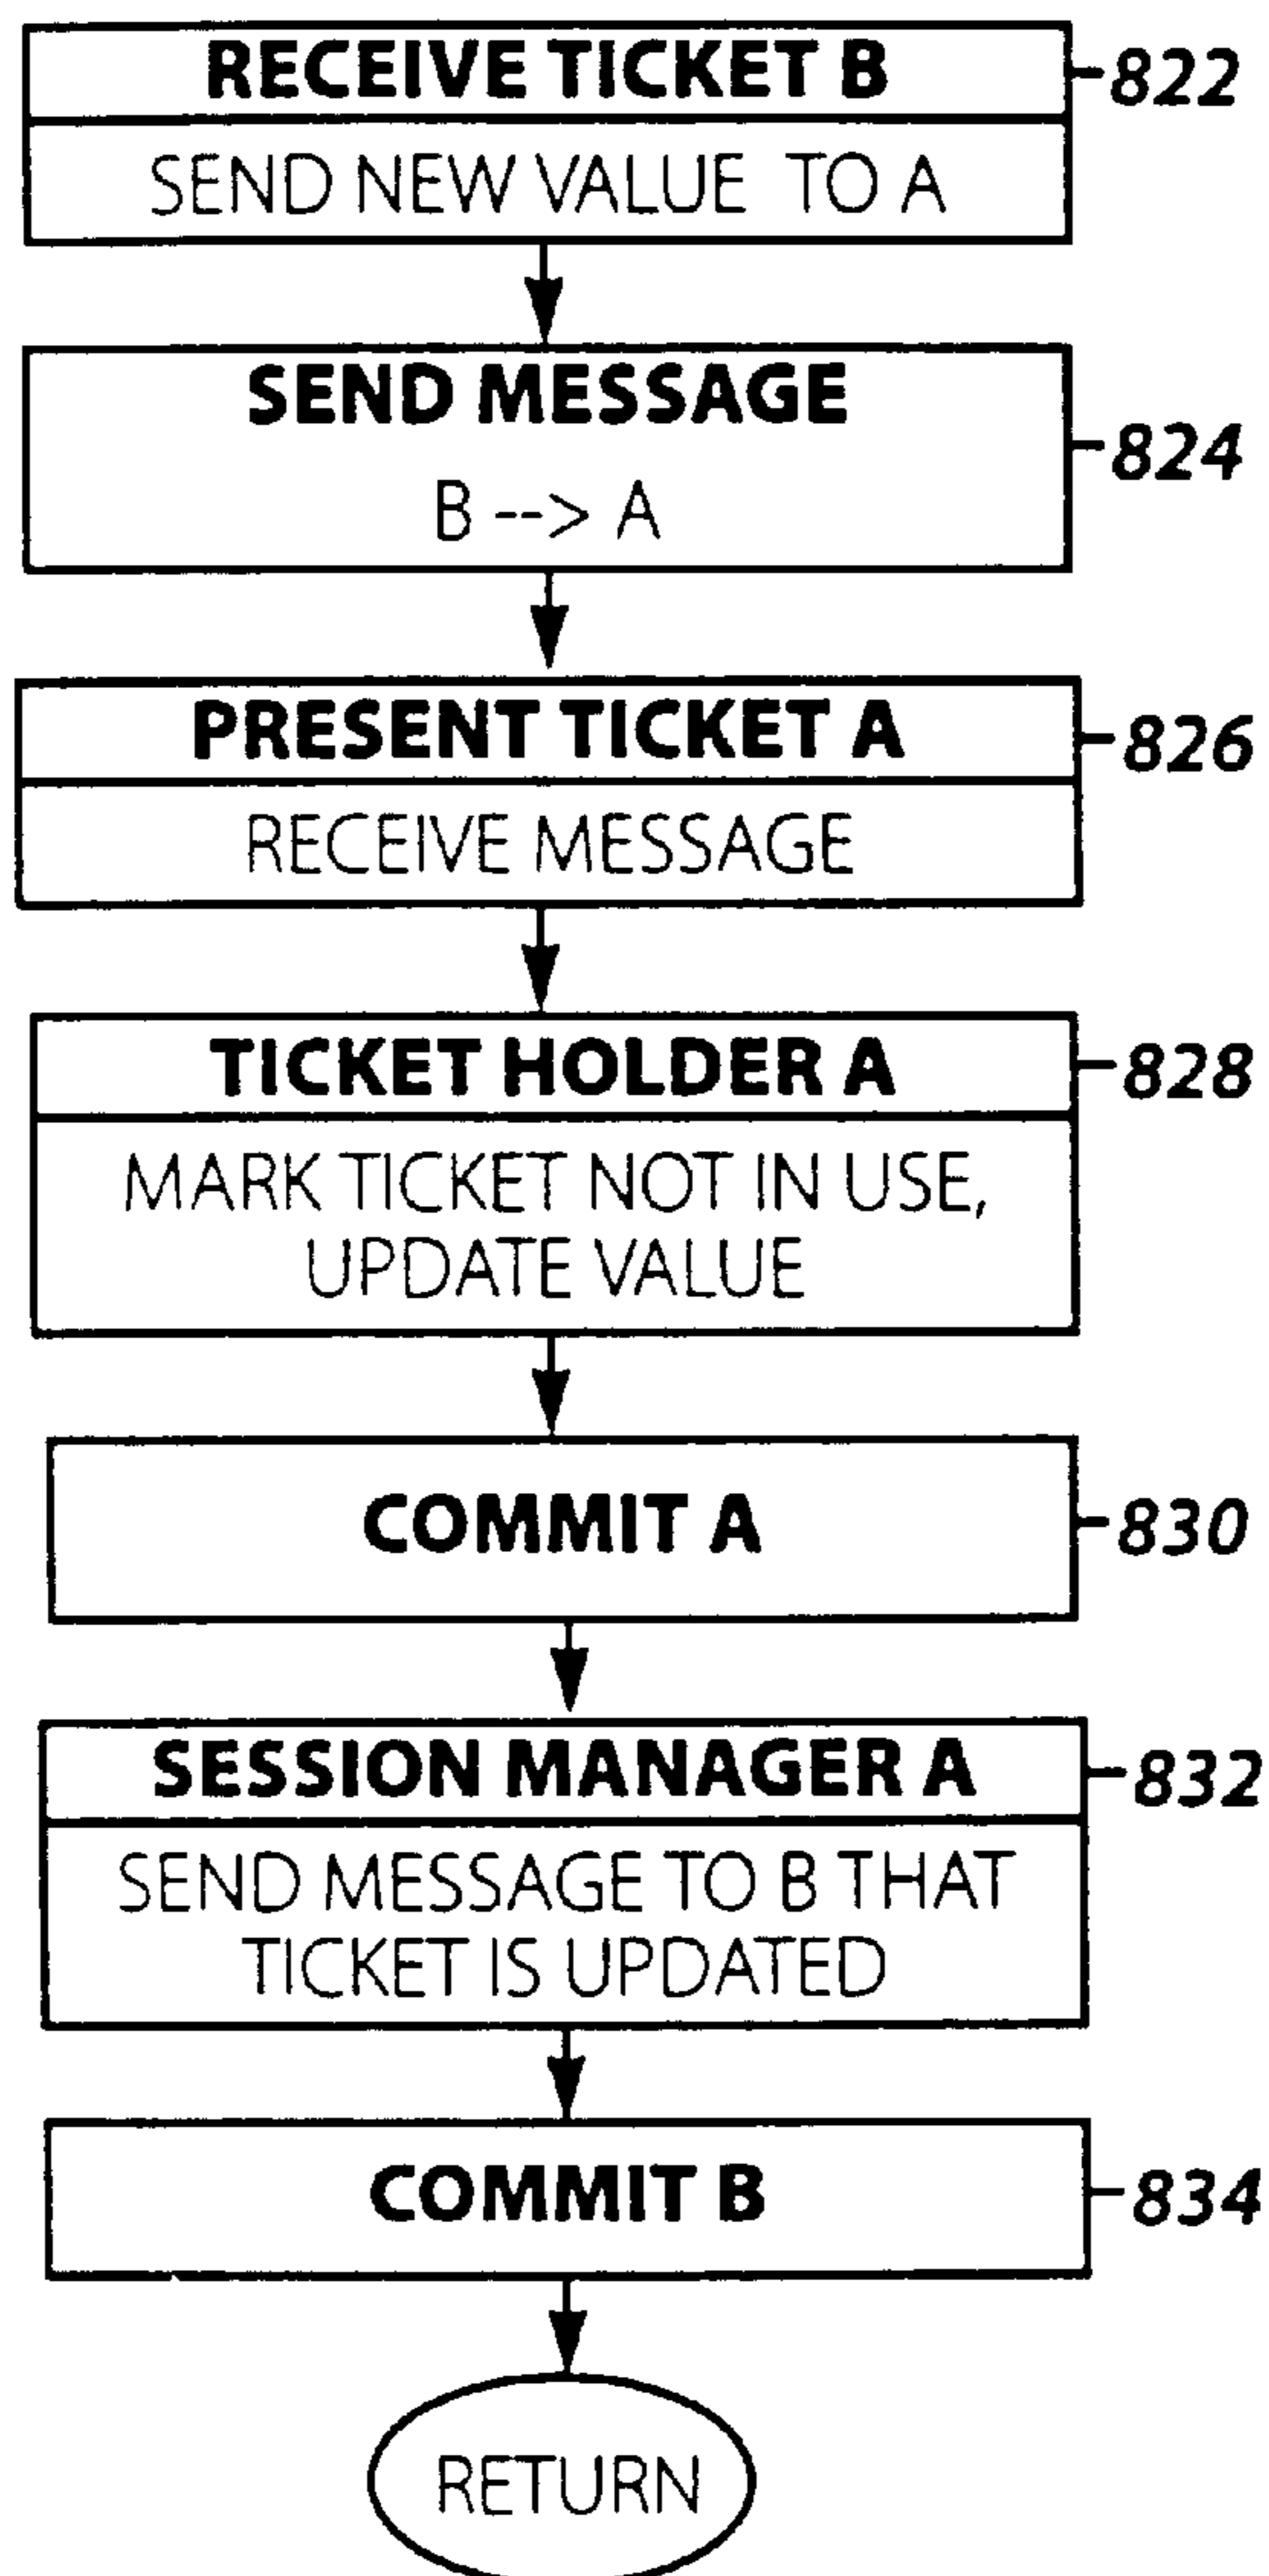 RECEIVE TICKET B
822
SEND NEW VALUE TO A
SEND MESSAGE
824
B --> A
PRESENT TICKET A
826
RECEIVE MESSAGE
TICKET HOLDER A
828
MARK TICKET NOT IN USE,
UPDATE VALUE
COMMIT A
830
SESSION MANAGER A
832
SEND MESSAGE TO B THAT
TICKET IS UPDATED
COMMIT B
834
RETURN